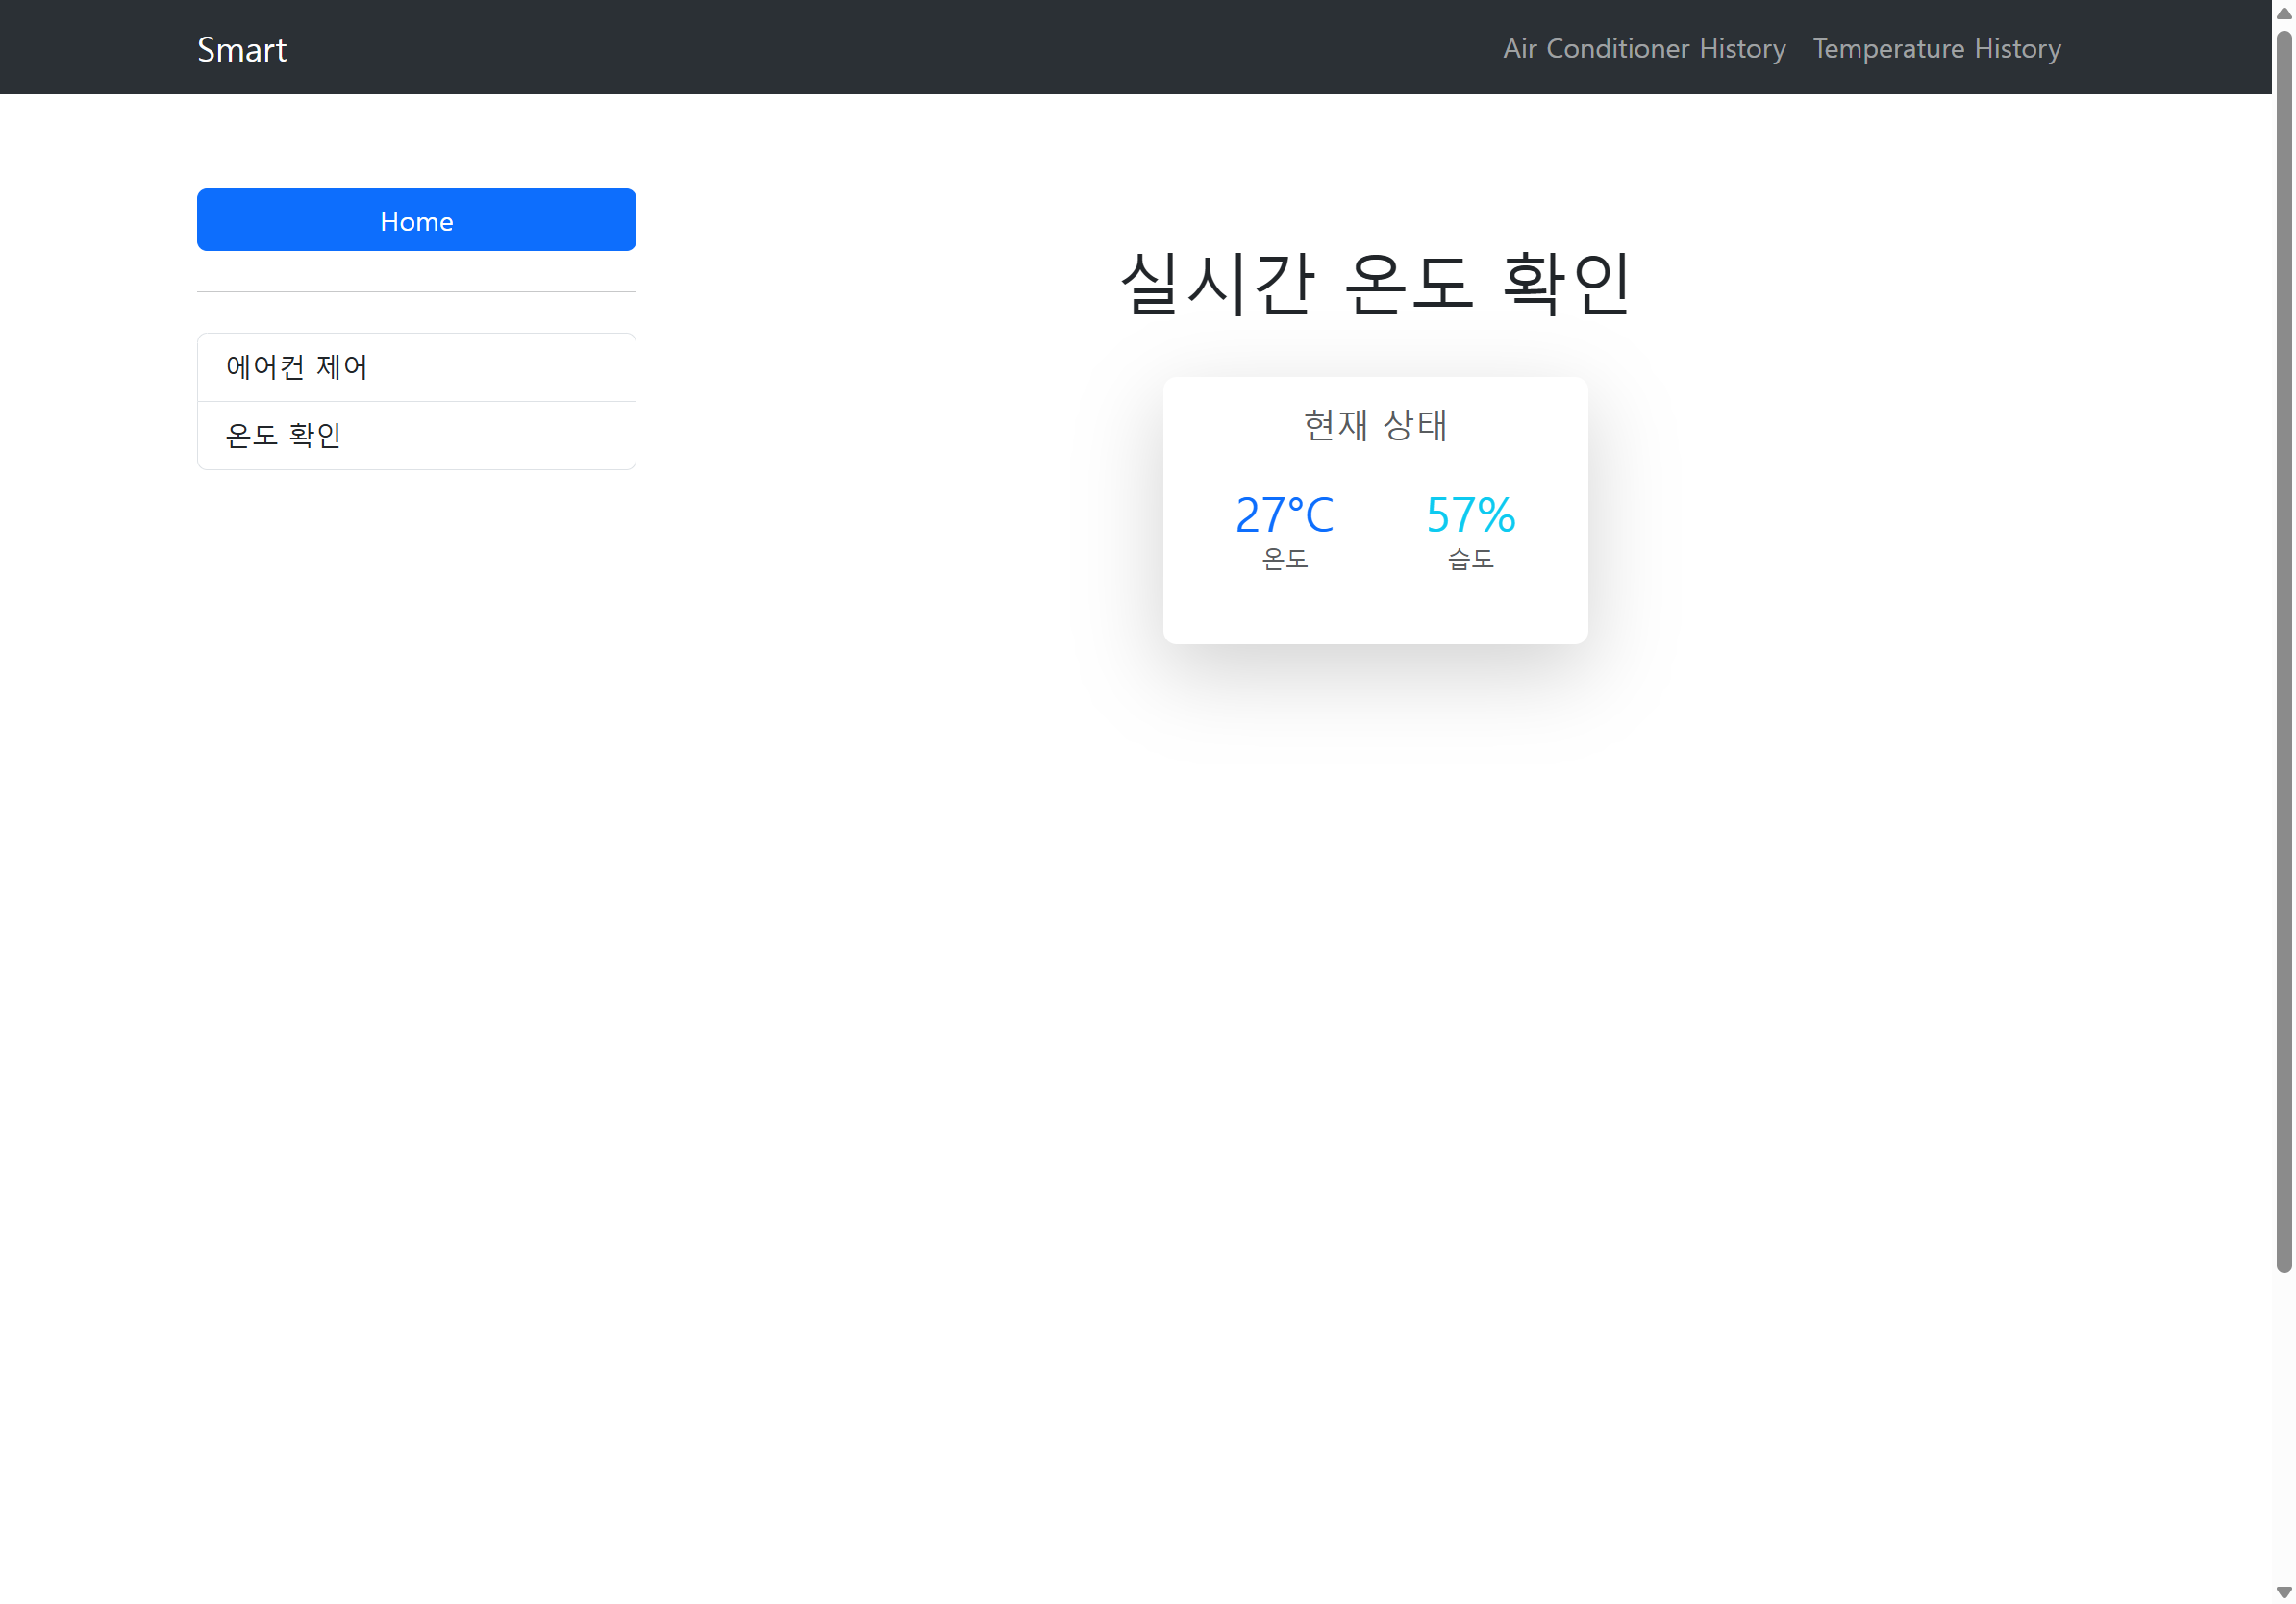 Smart
Air Conditioner History
Temperature History
Home
에어컨 제어
온도 확인
실시간 온도 확인
현재 상태
27°C
57%
온도
습도